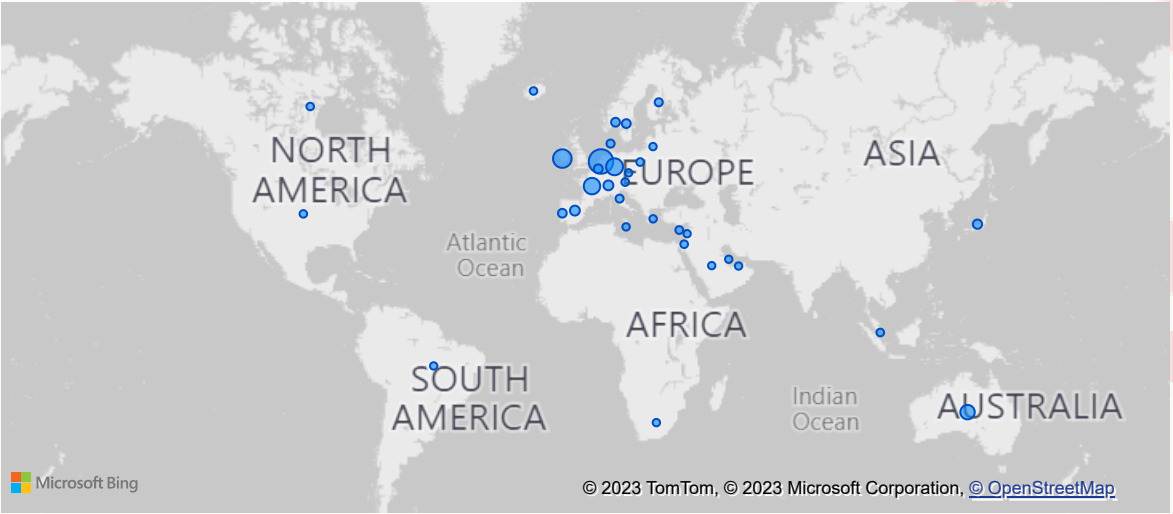 NORTH
AMERICA
ASIA
EUROPE
Atlantic
Ocean
AFRICA
SOUTH
AMERICA
Indian
Ocean
AUSTRALIA
Microsoft Bing
© 2023 TomTom, © 2023 Microsoft Corporation, © OpenStreetMap